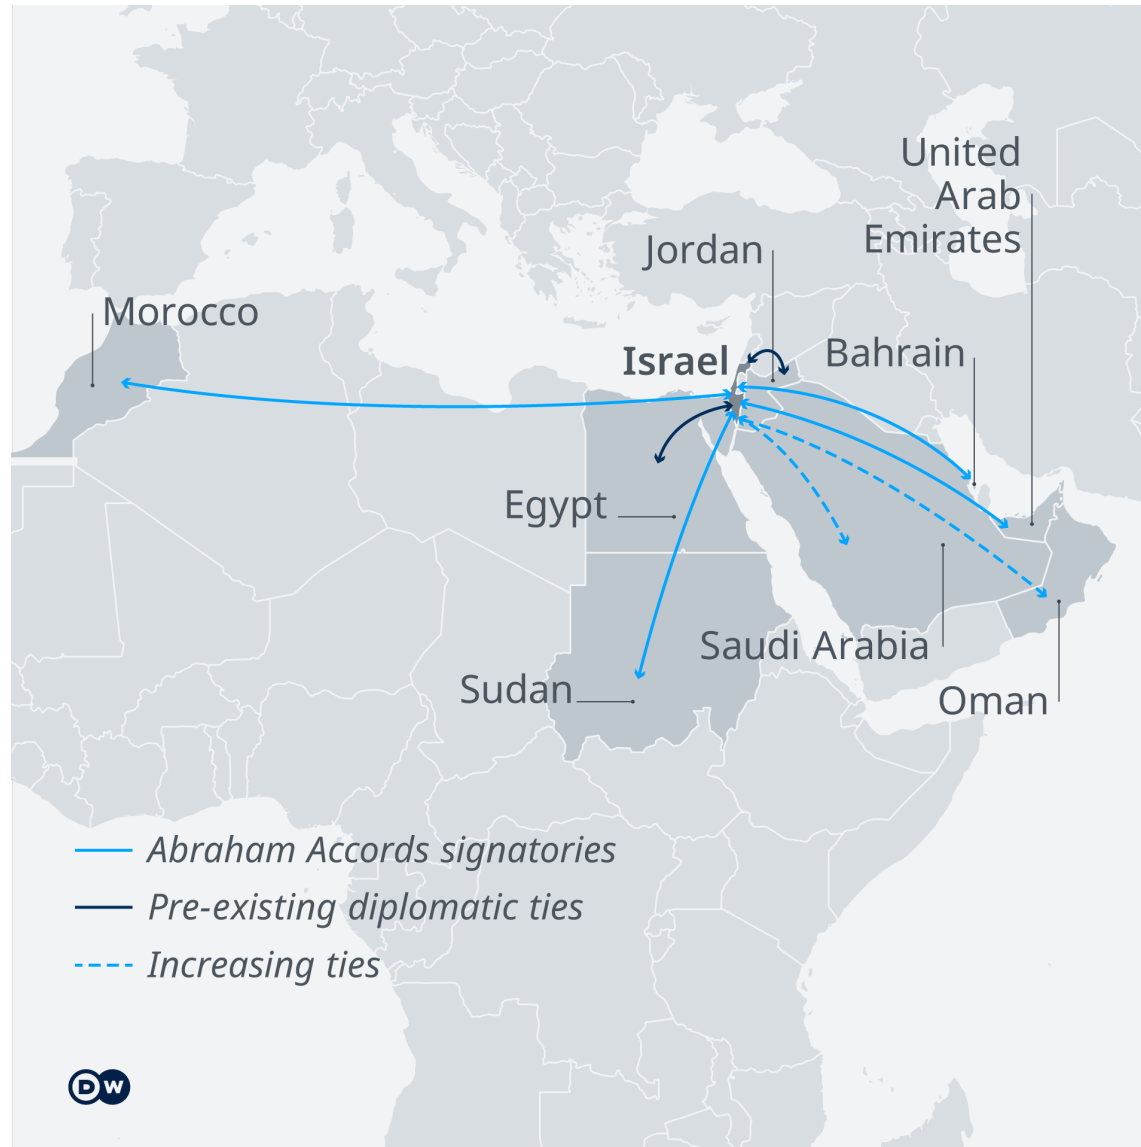 United
Arab
Emirates
Jordan
Morocco
Bahrain
Israel
Egypt
Saudi Arabia
Sudan
Oman
Abraham Accords signatories
Pre-existing diplomatic ties
Increasing ties
DW